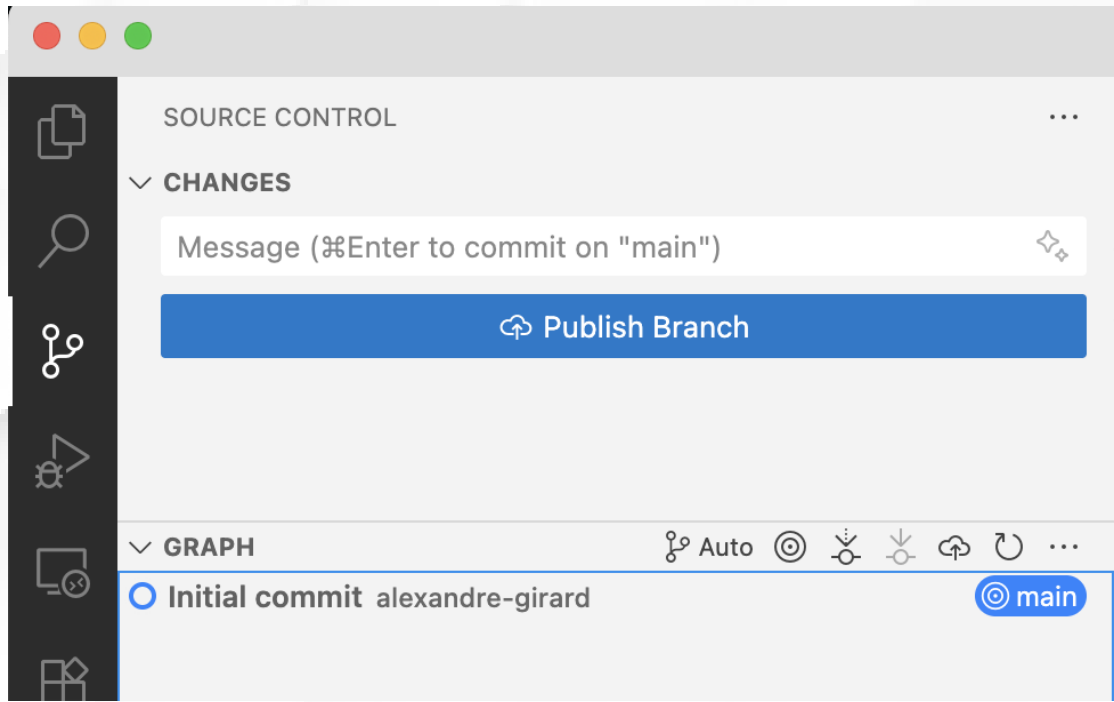 SOURCE CONTROL
CHANGES
Message (⌘Enter to commit on "main")
Publish Branch
GRAPH
Auto
Initial commit alexandre-girard
main